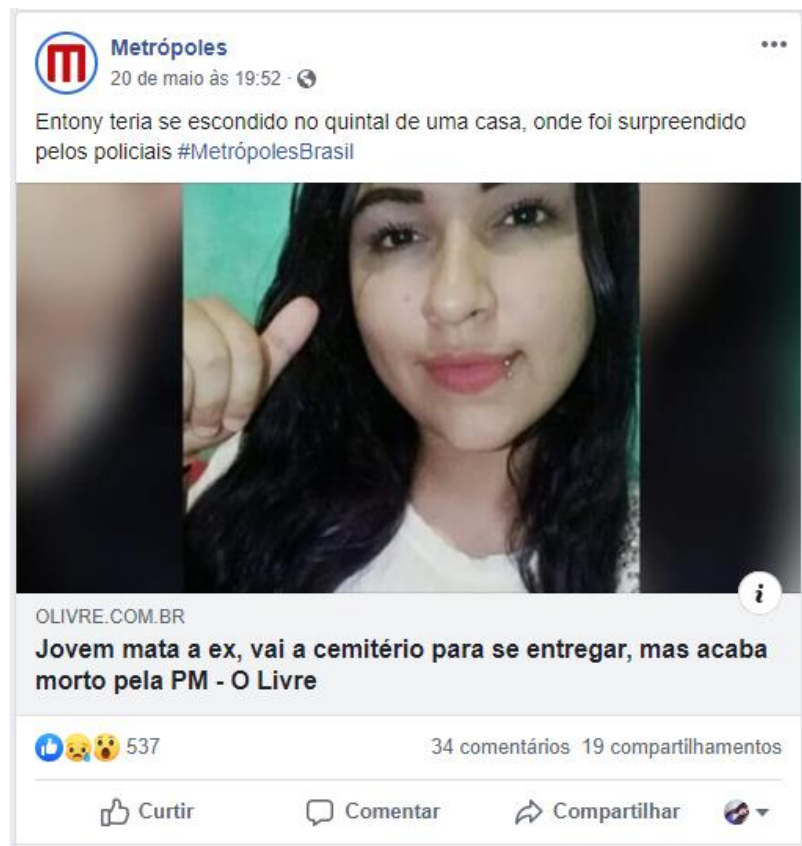 Metrópoles
20 de maio às 19:52 ·
Entony teria se escondido no quintal de uma casa, onde foi surpreendido
pelos policiais #MetrópolesBrasil
OLIVRE.COM.BR
Jovem mata a ex, vai a cemitério para se entregar, mas acaba
morto pela PM - O Livre
537 34 comentários 19 compartilhamentos
Curtir Comentar Compartilhar